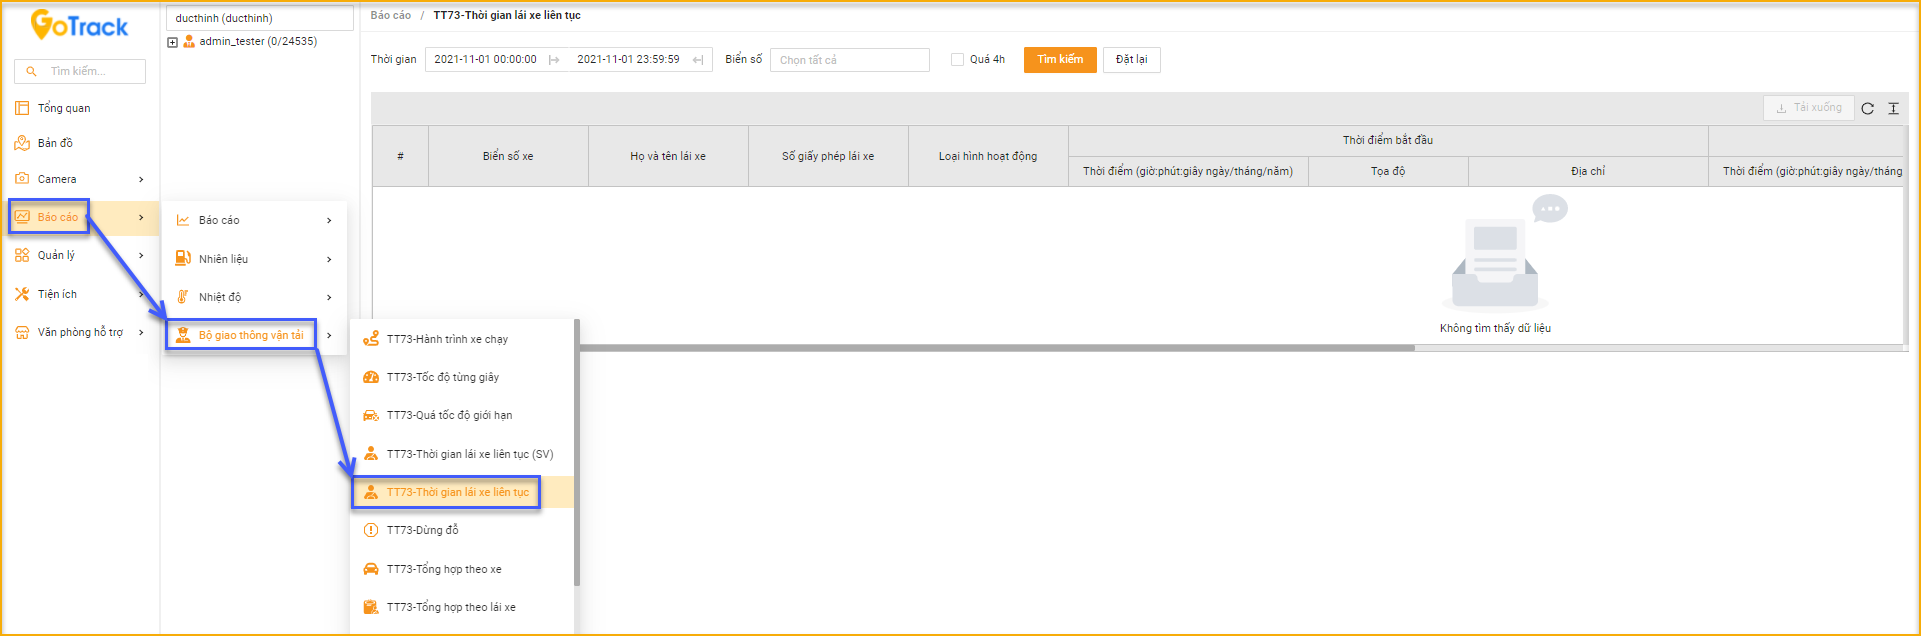 GoTrack
Tìm kiếm...
Tổng quan
Bản đồ
Camera
Báo cáo
Quản lý
Tiện ích
Văn phòng hỗ trợ
ducthinh (ducthinh)
admin_tester (0/24535)
Báo cáo
Nhiên liệu
Nhiệt độ
Bộ giao thông vận tải
TT73-Hành trình xe chạy
TT73-Tốc độ từng giây
TT73-Quá tốc độ giới hạn
TT73-Thời gian lái xe liên tục (SV)
TT73-Thời gian lái xe liên tục
TT73-Dừng đỗ
TT73-Tổng hợp theo xe
TT73-Tổng hợp theo lái xe
Báo cáo / TT73-Thời gian lái xe liên tục
Thời gian 2021-11-01 00:00:00 2021-11-01 23:59:59 Biển số Chọn tất cả Quá 4h Tìm kiếm Đặt lại
Tải xuống
# Biển số xe Họ và tên lái xe Số giấy phép lái xe Loại hình hoạt động Thời điểm bắt đầu
Thời điểm (giờ:phút:giây ngày/tháng/năm) Tọa độ Địa chỉ Thời điểm (giờ:phút:giây ngày/tháng
Không tìm thấy dữ liệu